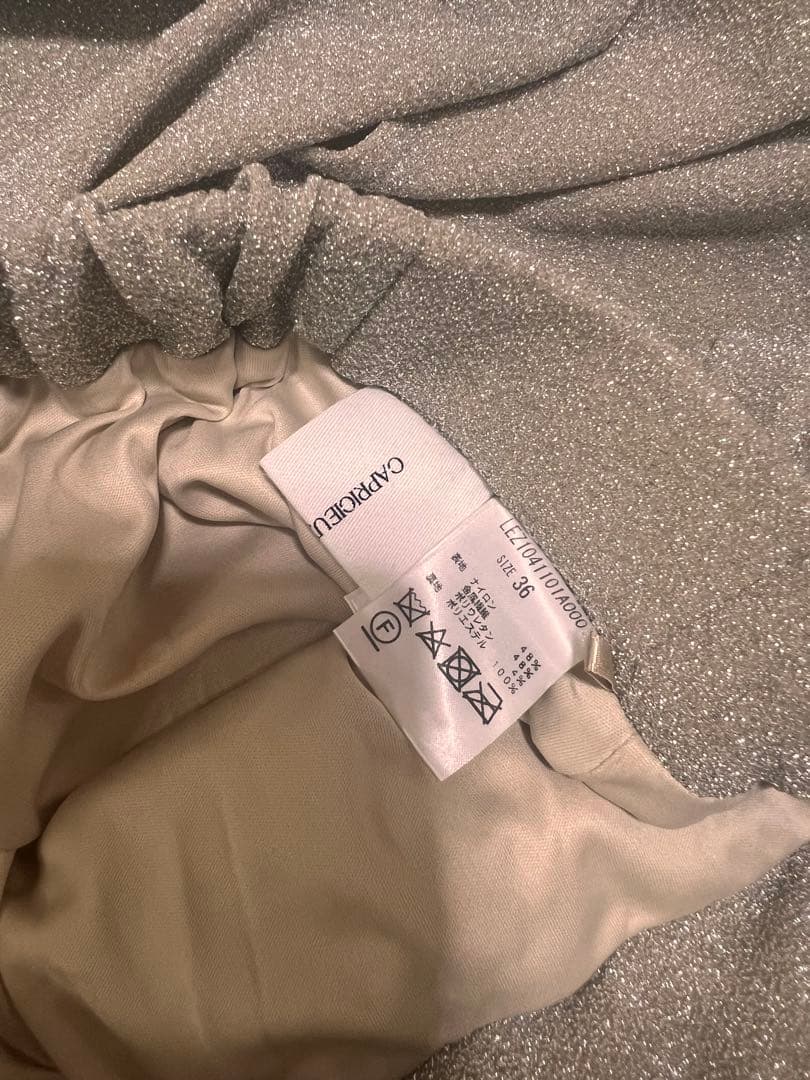 CAPRICIEU
LEZ1041101A000
SIZE 36
表地 ナイロン 48%
金属繊維 48%
ポリウレタン 4%
裏地 ポリエステル 100%
F